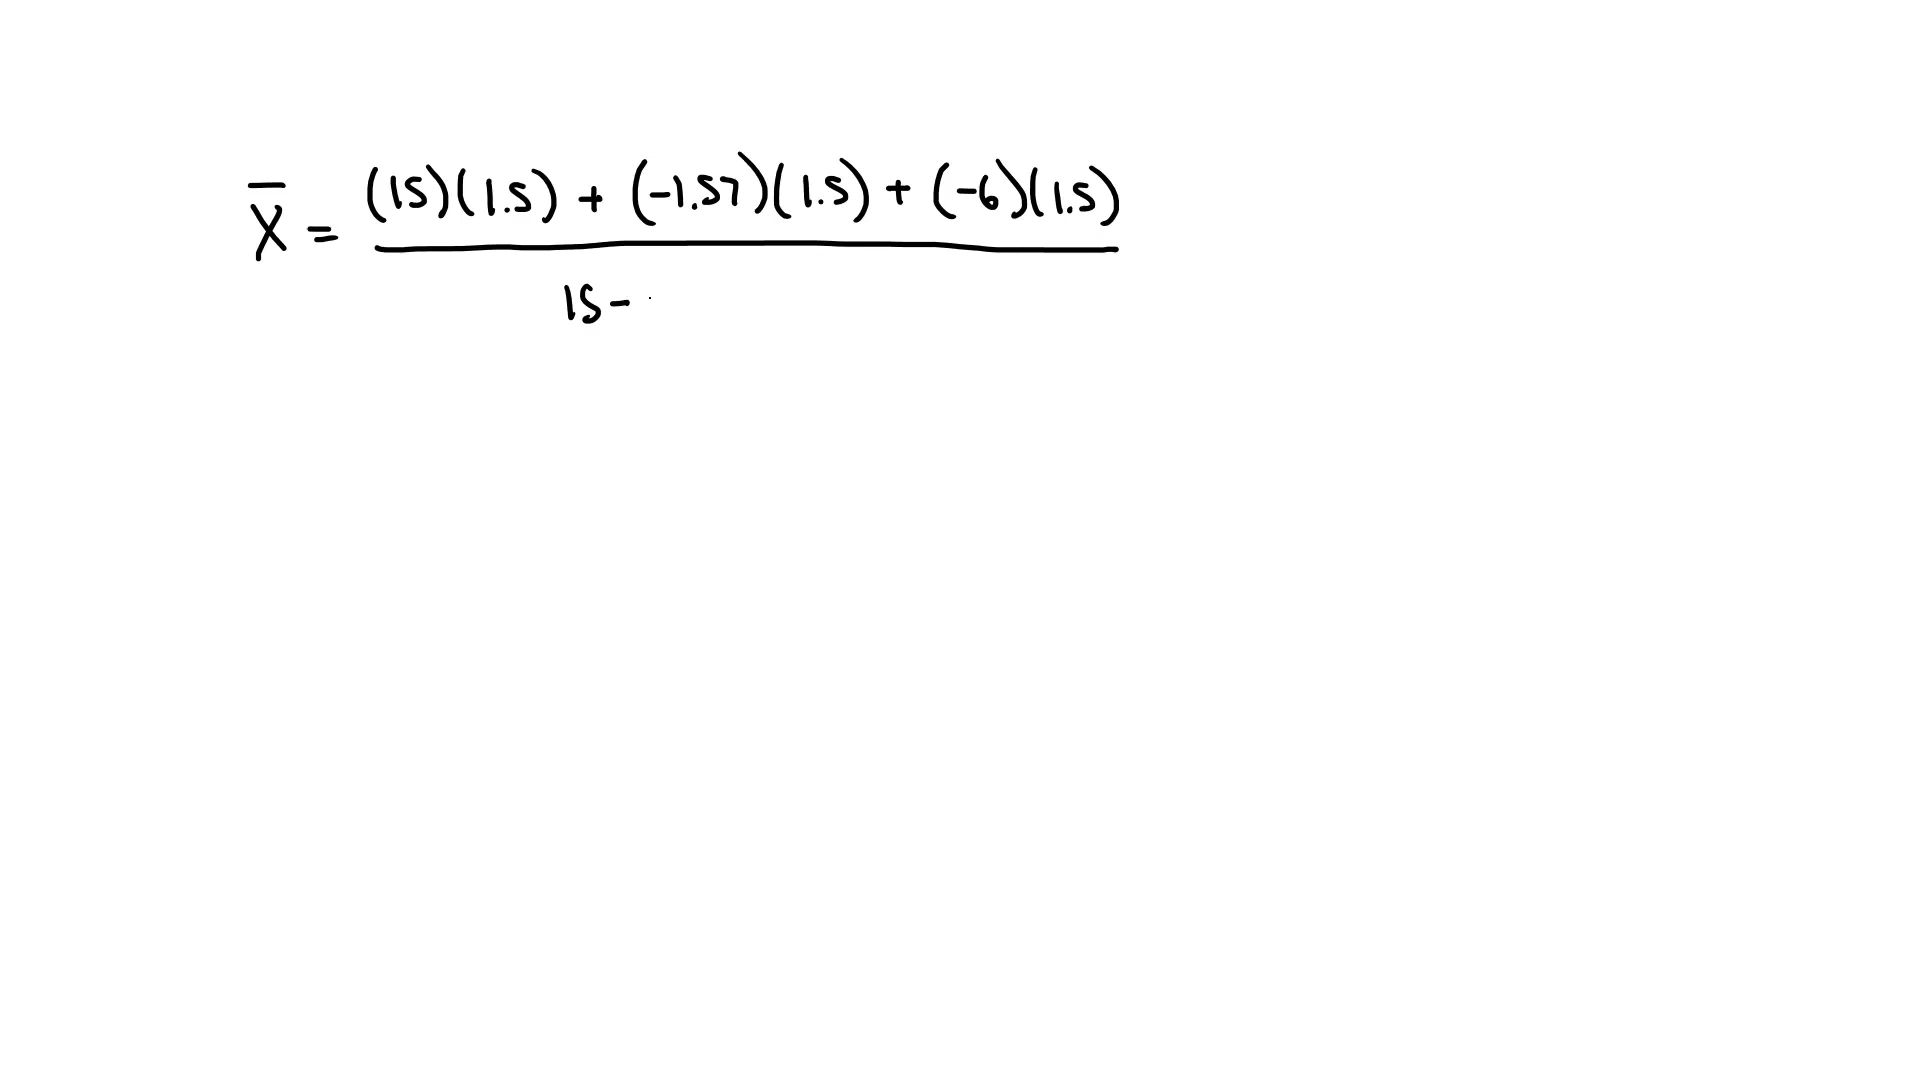 X̄ = (15)(1.5) + (-1.57)(1.5) + (-6)(1.5)
15-